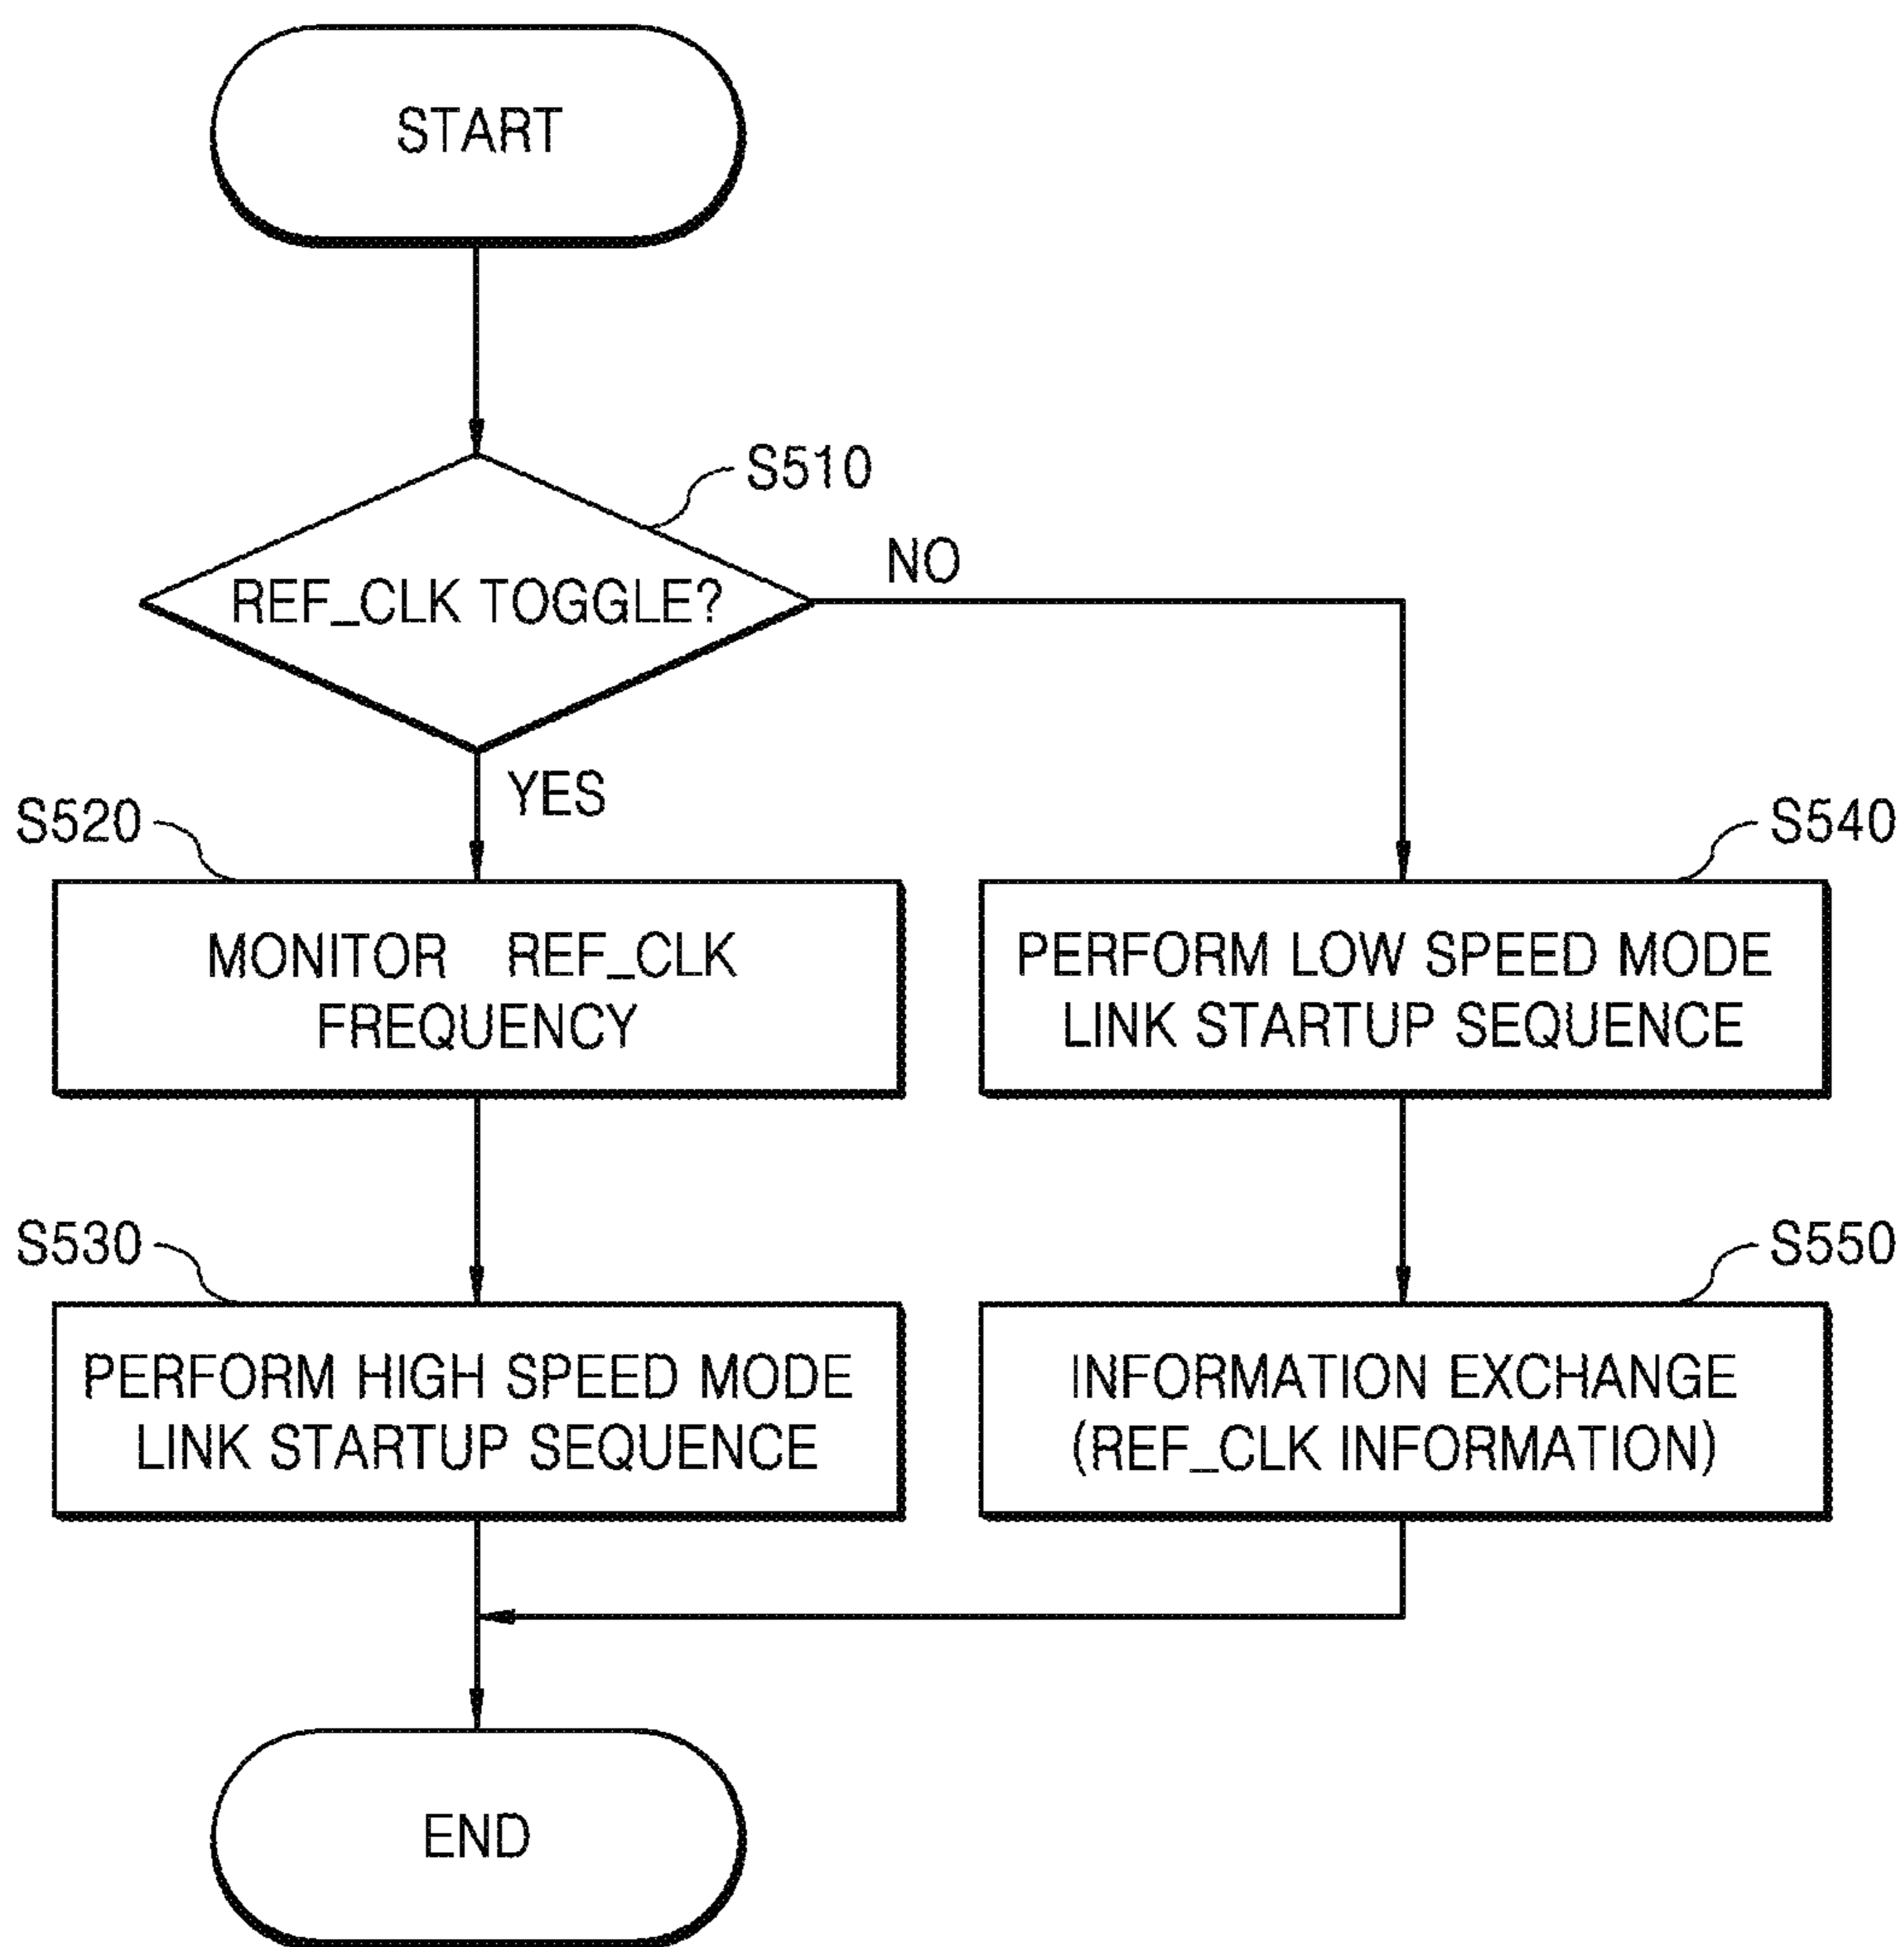 START
S510
REF_CLK TOGGLE?
NO
YES
S520
MONITOR REF_CLK
FREQUENCY
S540
PERFORM LOW SPEED MODE
LINK STARTUP SEQUENCE
S530
PERFORM HIGH SPEED MODE
LINK STARTUP SEQUENCE
S550
INFORMATION EXCHANGE
(REF_CLK INFORMATION)
END